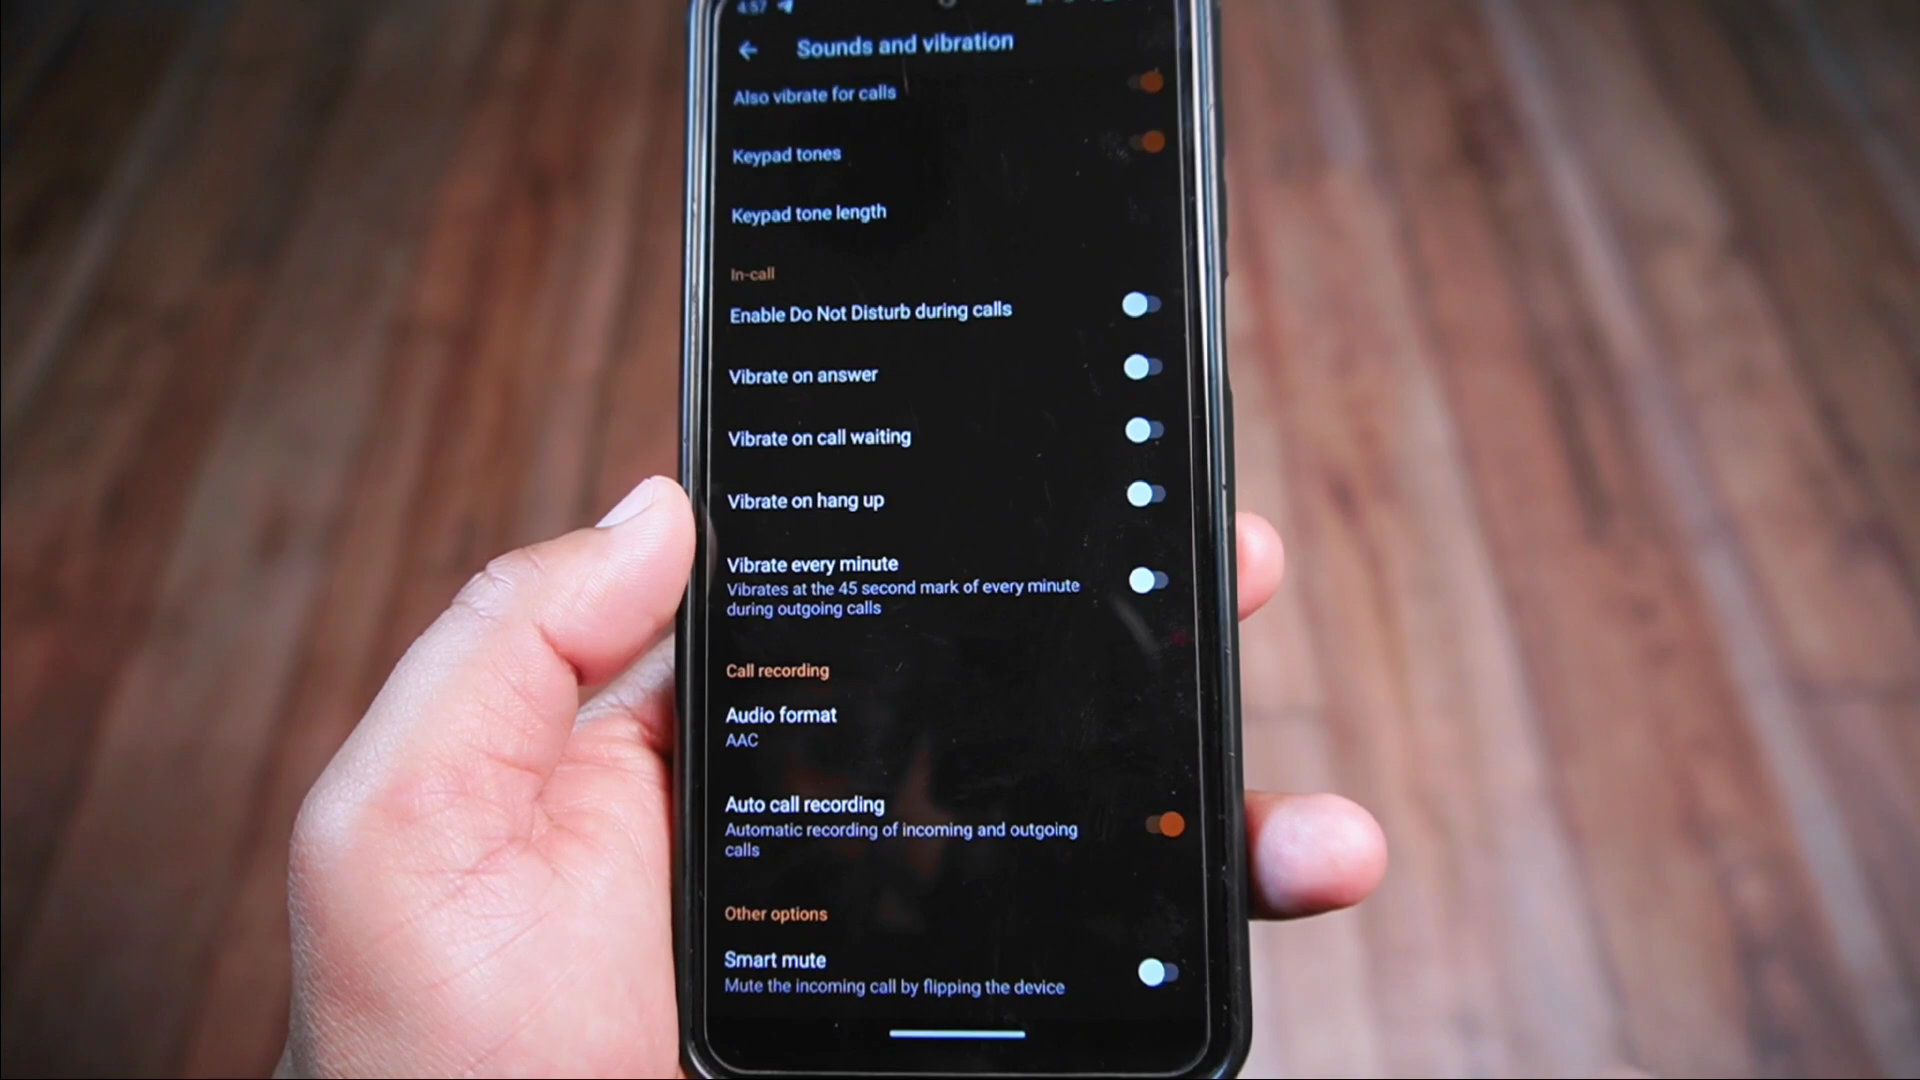 4:57
Sounds and vibration
Also vibrate for calls
Keypad tones
Keypad tone length
In-call
Enable Do Not Disturb during calls
Vibrate on answer
Vibrate on call waiting
Vibrate on hang up
Vibrate every minute
Vibrates at the 45 second mark of every minute
during outgoing calls
Call recording
Audio format
AAC
Auto call recording
Automatic recording of incoming and outgoing
calls
Other options
Smart mute
Mute the incoming call by flipping the device